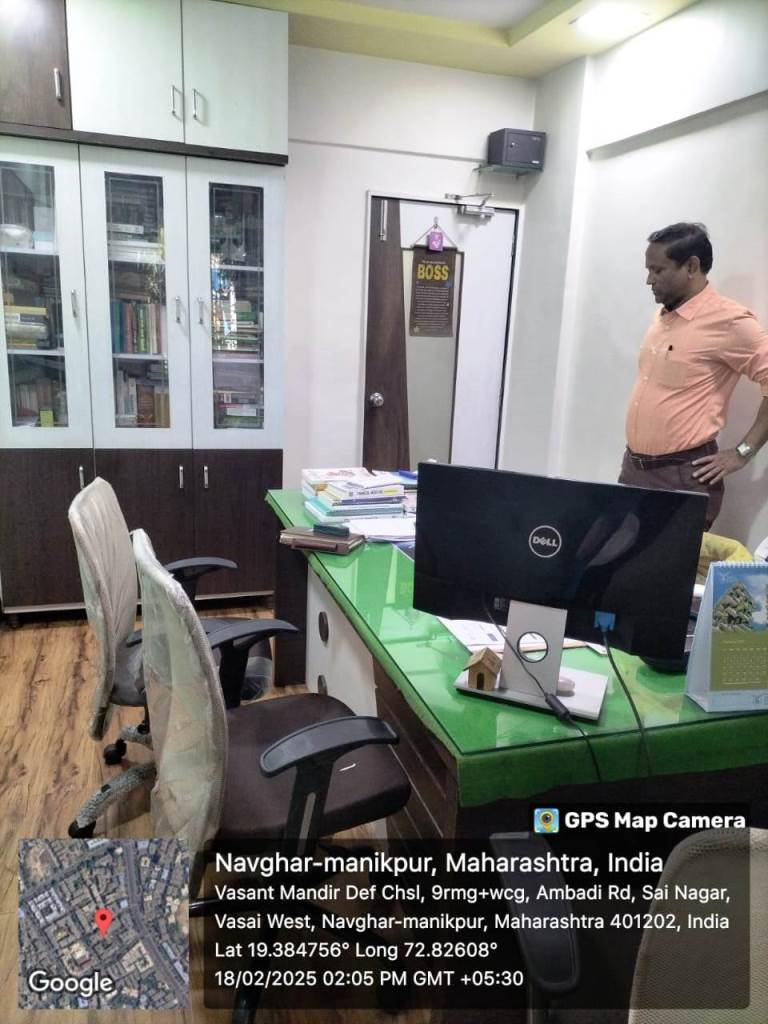 BOSS
DELL
GPS Map Camera
Navghar-manikpur, Maharashtra, India
Vasant Mandir Def Chsl, 9rmg+wcg, Ambadi Rd, Sai Nagar,
Vasai West, Navghar-manikpur, Maharashtra 401202, India
Lat 19.384756° Long 72.82608°
18/02/2025 02:05 PM GMT +05:30
Google